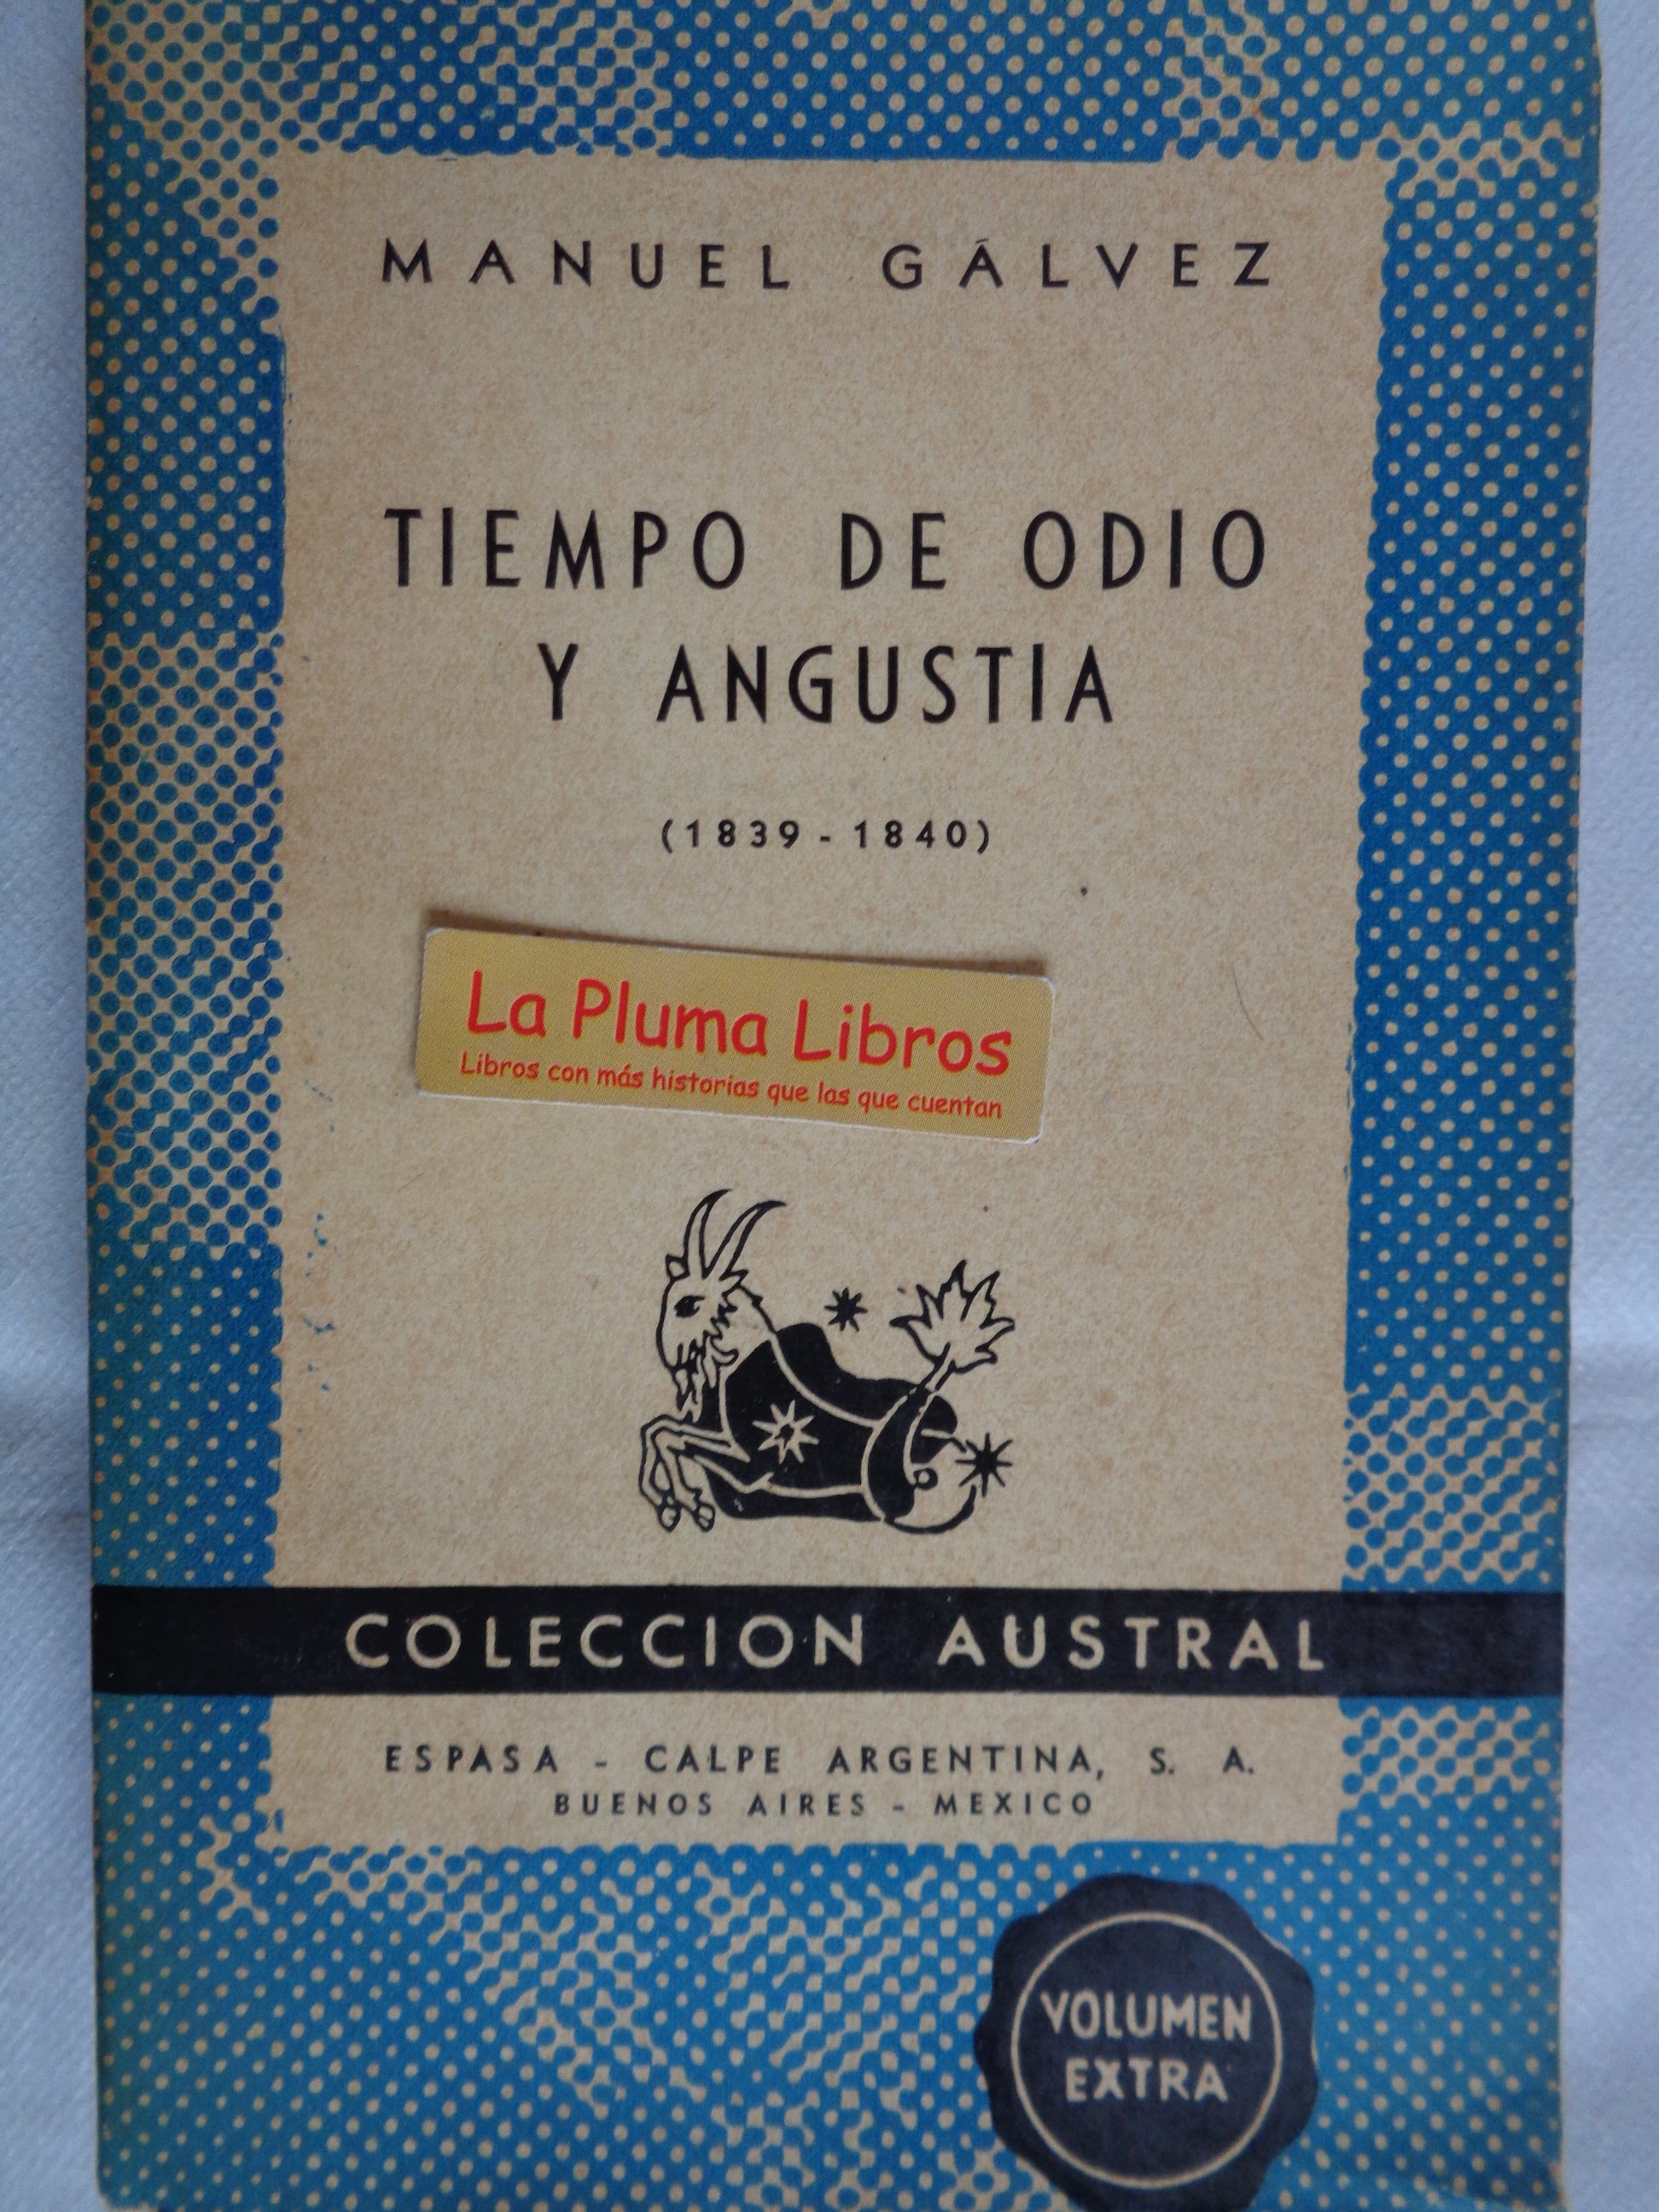 MANUEL GÁLVEZ
TIEMPO DE ODIO
Y ANGUSTIA
(1839 - 1840)
La Pluma Libros
Libros con más historias que las que cuentan
COLECCION AUSTRAL
ESPASA - CALPE ARGENTINA, S. A.
BUENOS AIRES - MEXICO
VOLUMEN
EXTRA